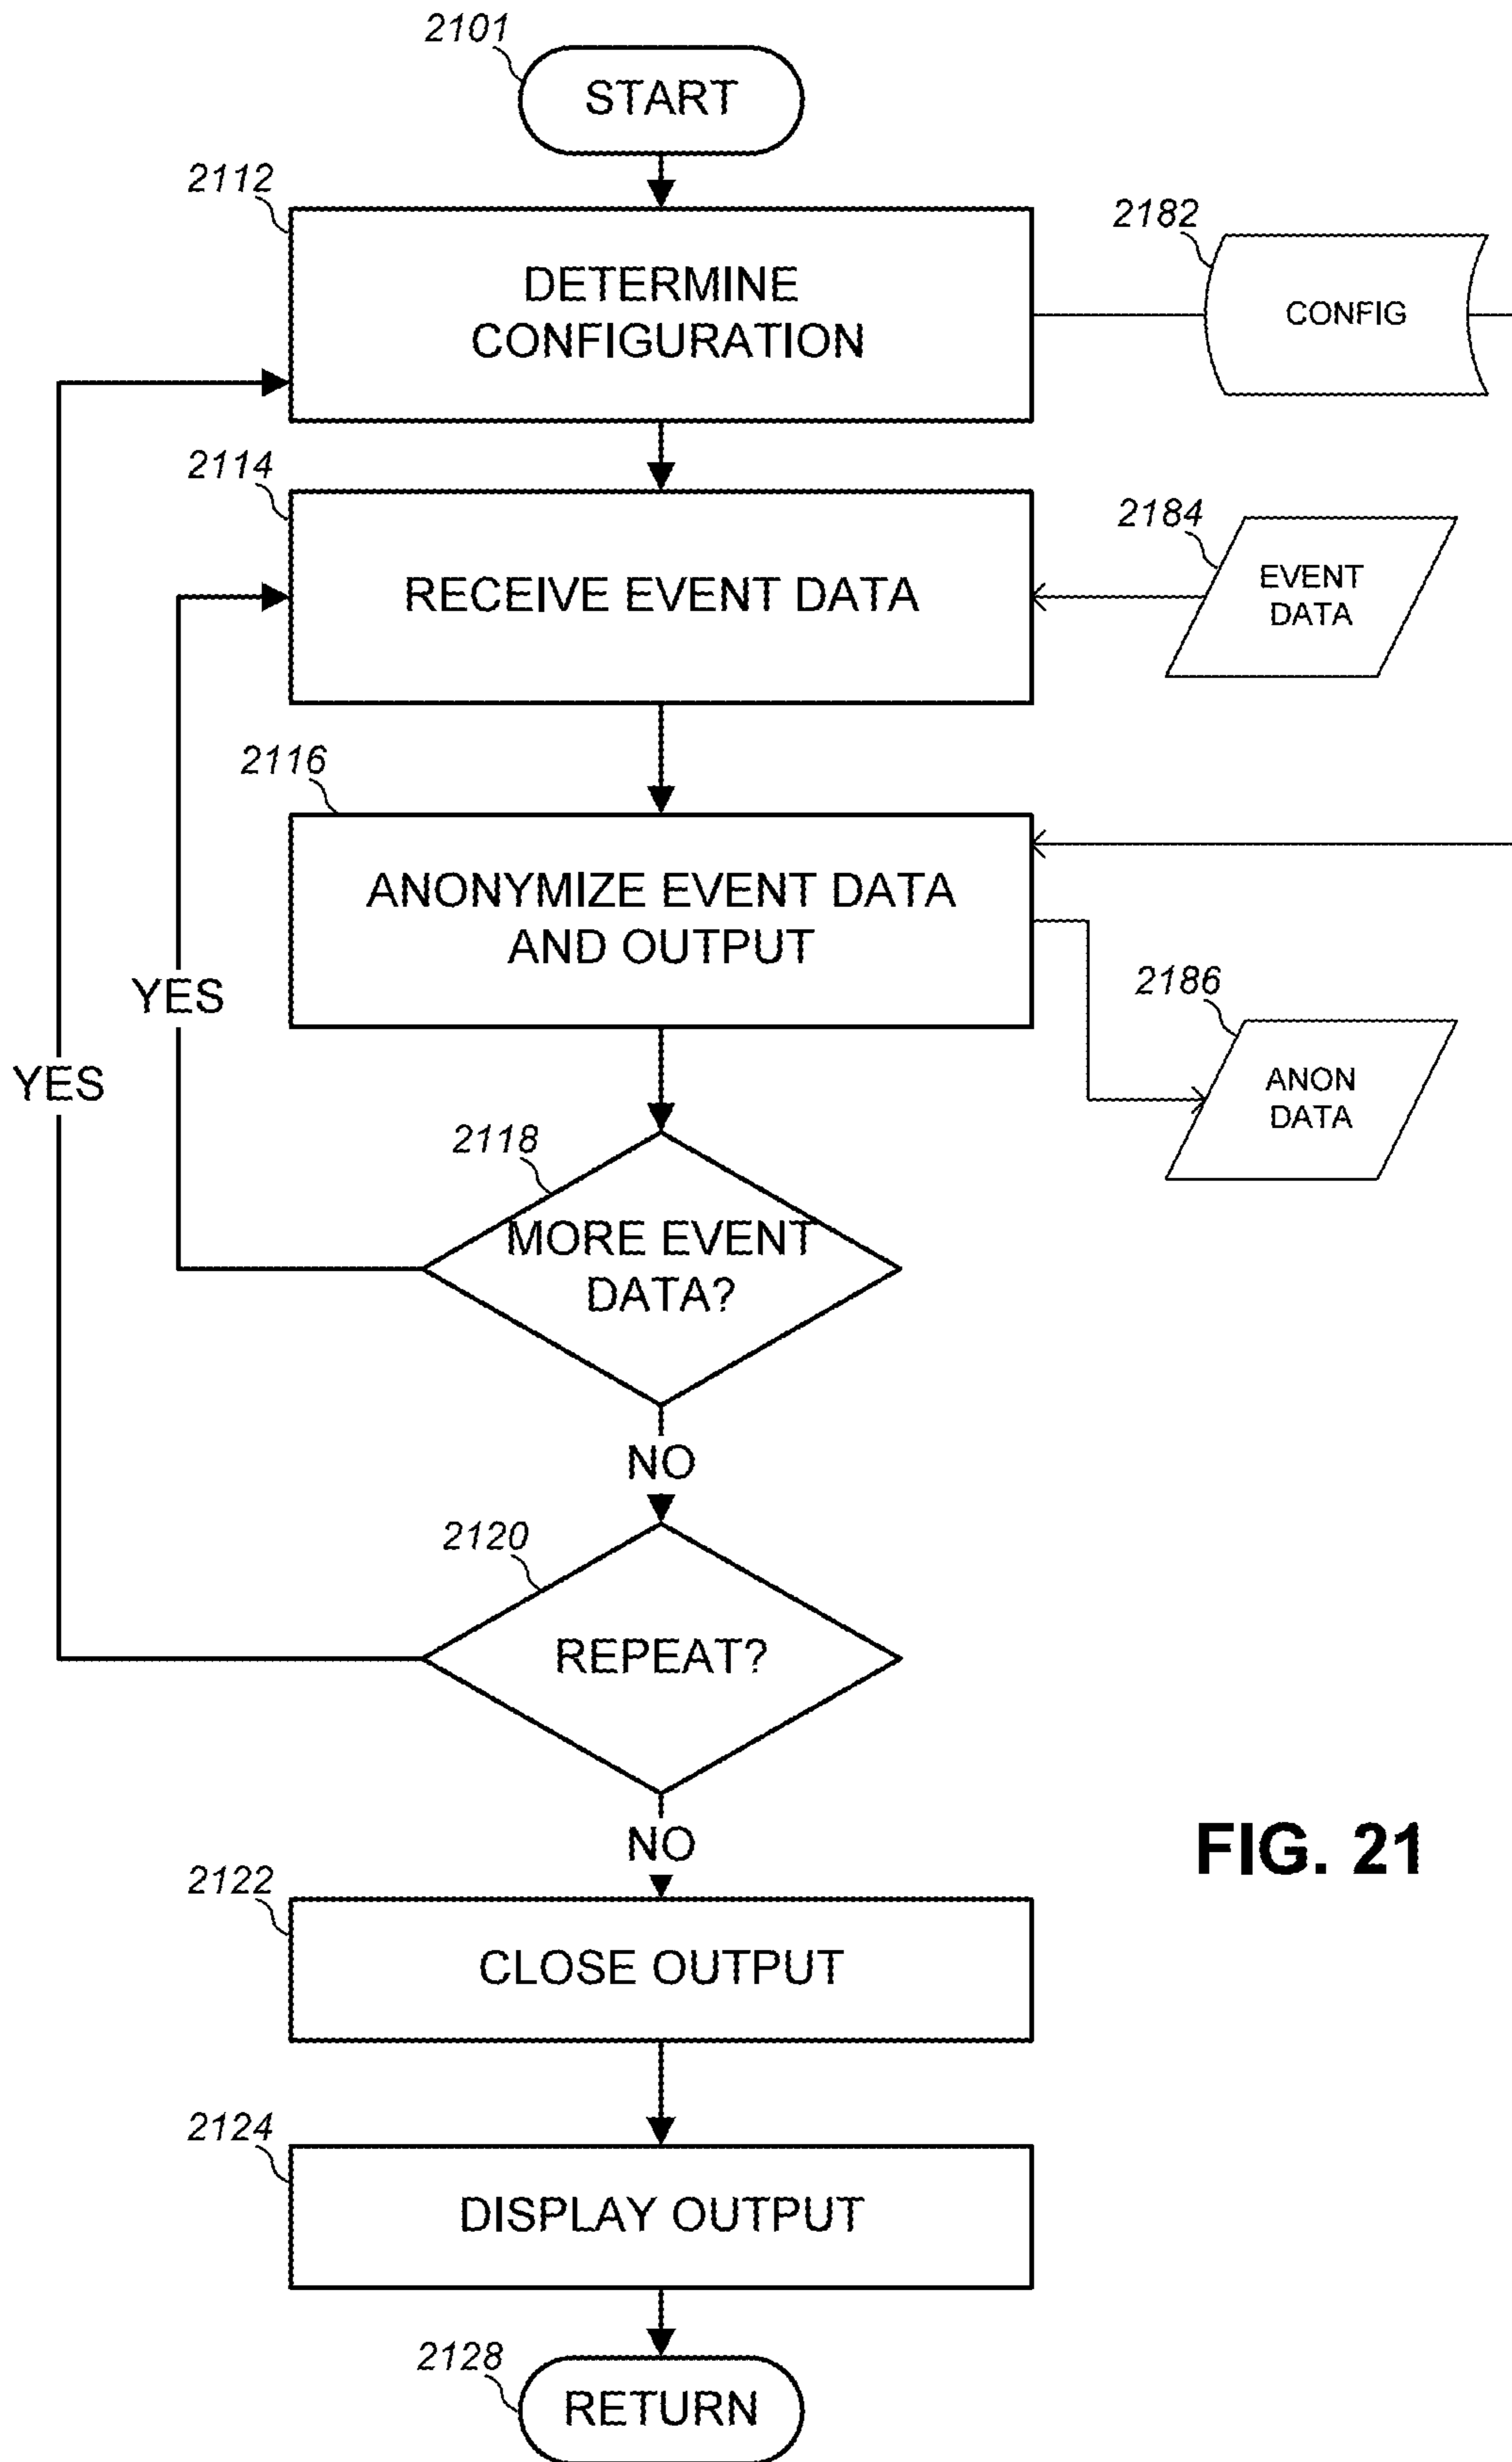 2101
START
2112
DETERMINE
CONFIGURATION
2182
CONFIG
2114
RECEIVE EVENT DATA
2184
EVENT
DATA
2116
ANONYMIZE EVENT DATA
AND OUTPUT
YES
2186
ANON
DATA
YES
2118
MORE EVENT
DATA?
NO
2120
REPEAT?
NO
FIG. 21
2122
CLOSE OUTPUT
2124
DISPLAY OUTPUT
2128
RETURN